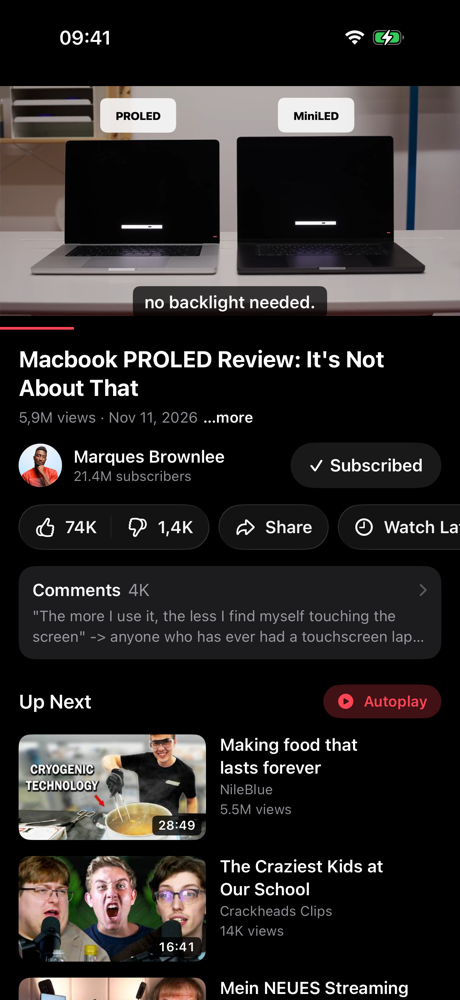 09:41
PROLED
MiniLED
no backlight needed.
Macbook PROLED Review: It's Not
About That
5,9M views · Nov 11, 2026 ...more
Marques Brownlee
21.4M subscribers
✓ Subscribed
74K
1,4K
Share
Watch Lat
Comments 4K
"The more I use it, the less I find myself touching the
screen" -> anyone who has ever had a touchscreen lap...
Up Next
Autoplay
CRYOGENIC
TECHNOLOGY
28:49
Making food that
lasts forever
NileBlue
5.5M views
16:41
The Craziest Kids at
Our School
Crackheads Clips
14K views
Mein NEUES Streaming